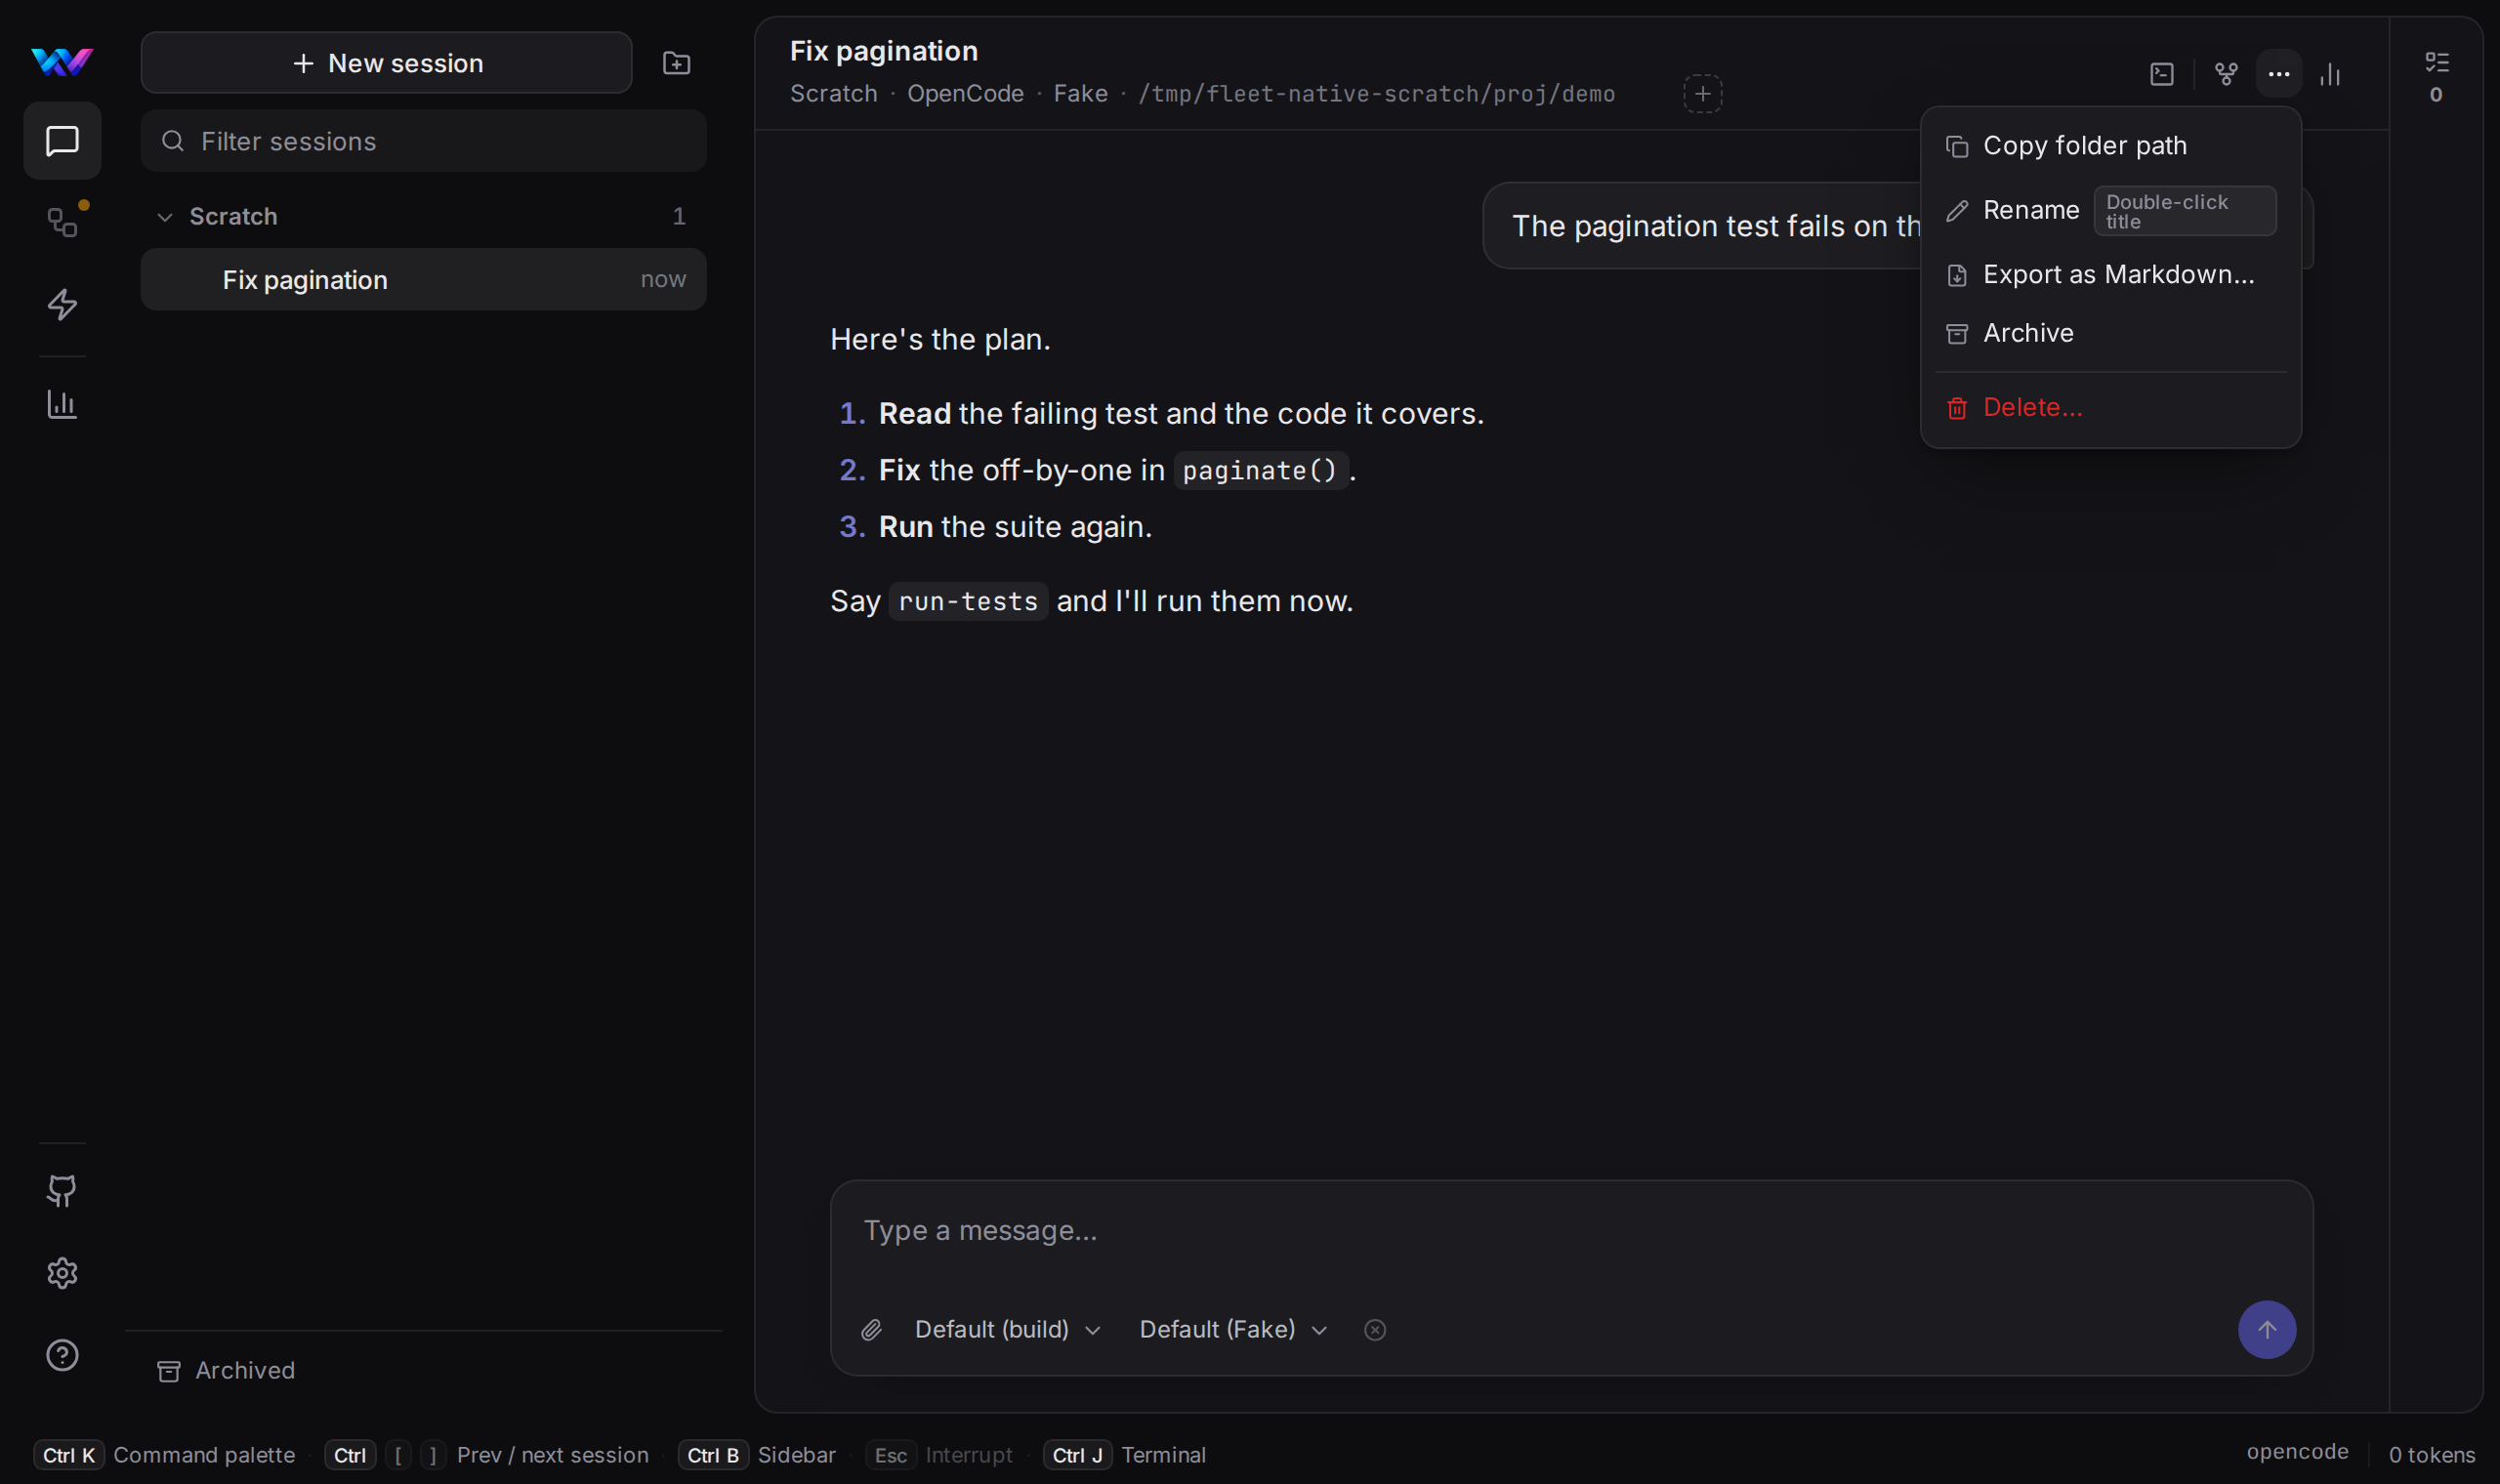 New session
Filter sessions
Scratch 1
Fix pagination now
Archived
Fix pagination
Scratch · OpenCode · Fake · /tmp/fleet-native-scratch/proj/demo
0
The pagination test fails on th
Copy folder path
Rename Double-click
title
Export as Markdown...
Archive
Delete...
Here's the plan.
1. Read the failing test and the code it covers.
2. Fix the off-by-one in paginate().
3. Run the suite again.
Say run-tests and I'll run them now.
Type a message...
Default (build) Default (Fake)
Ctrl K Command palette · Ctrl [ ] Prev / next session · Ctrl B Sidebar · Esc Interrupt · Ctrl J Terminal
opencode 0 tokens